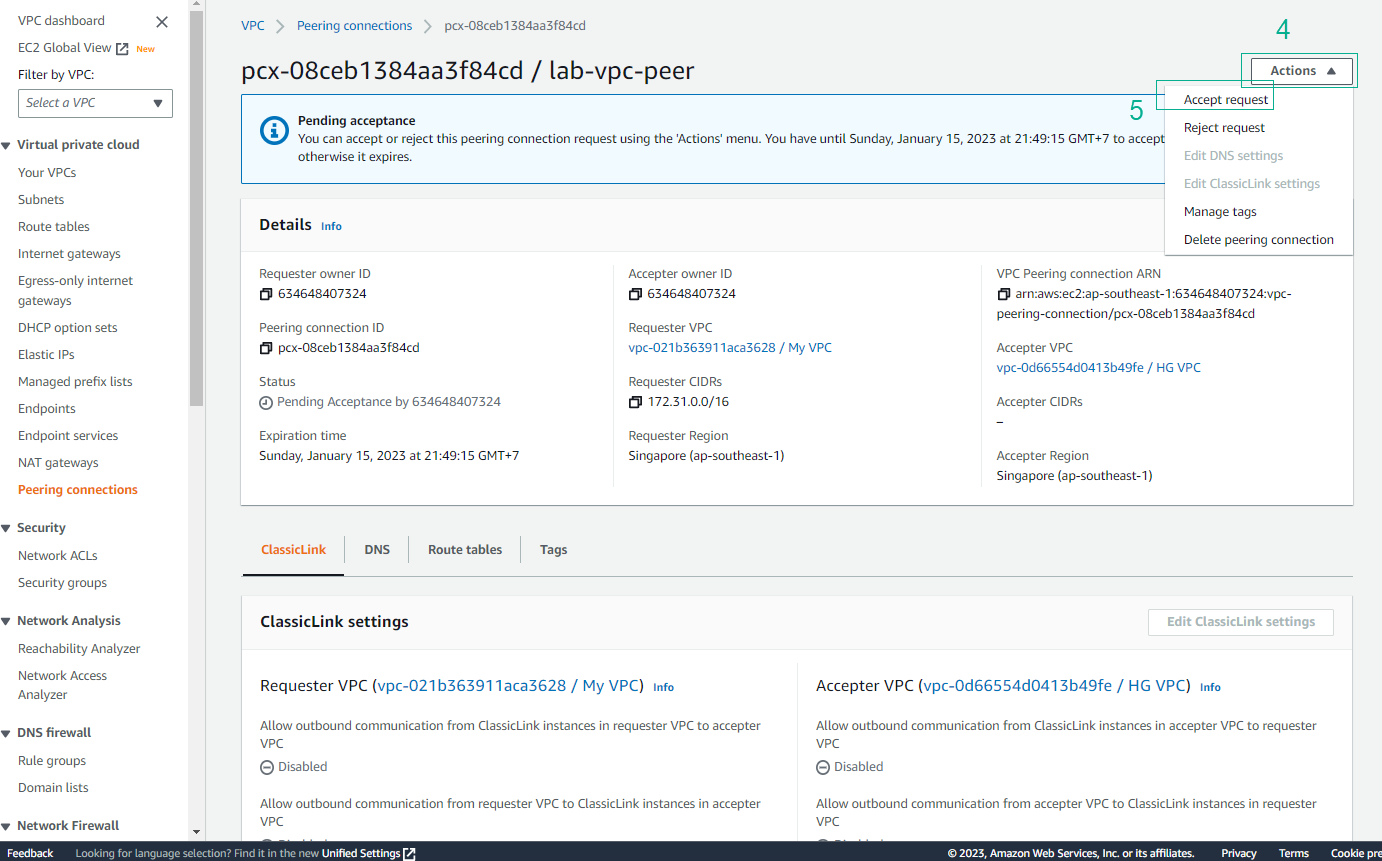 VPC dashboard
EC2 Global View New
Filter by VPC:
Select a VPC
Virtual private cloud
Your VPCs
Subnets
Route tables
Internet gateways
Egress-only internet
gateways
DHCP option sets
Elastic IPs
Managed prefix lists
Endpoints
Endpoint services
NAT gateways
Peering connections
Security
Network ACLs
Security groups
Network Analysis
Reachability Analyzer
Network Access
Analyzer
DNS firewall
Rule groups
Domain lists
Network Firewall
VPC Peering connections pcx-08ceb1384aa3f84cd
pcx-08ceb1384aa3f84cd / lab-vpc-peer
4
Actions
5
Accept request
Reject request
Edit DNS settings
Edit ClassicLink settings
Manage tags
Delete peering connection
Pending acceptance
You can accept or reject this peering connection request using the 'Actions' menu. You have until Sunday, January 15, 2023 at 21:49:15 GMT+7 to accept
otherwise it expires.
Details Info
Requester owner ID
634648407324
Peering connection ID
pcx-08ceb1384aa3f84cd
Status
Pending Acceptance by 634648407324
Expiration time
Sunday, January 15, 2023 at 21:49:15 GMT+7
Accepter owner ID
634648407324
Requester VPC
vpc-021b363911aca3628 / My VPC
Requester CIDRs
172.31.0.0/16
Requester Region
Singapore (ap-southeast-1)
VPC Peering connection ARN
arn:aws:ec2:ap-southeast-1:634648407324:vpc-
peering-connection/pcx-08ceb1384aa3f84cd
Accepter VPC
vpc-0d66554d0413b49fe / HG VPC
Accepter CIDRs
–
Accepter Region
Singapore (ap-southeast-1)
ClassicLink DNS Route tables Tags
ClassicLink settings
Edit ClassicLink settings
Requester VPC (vpc-021b363911aca3628 / My VPC) Info
Allow outbound communication from ClassicLink instances in requester VPC to accepter
VPC
Disabled
Allow outbound communication from requester VPC to ClassicLink instances in accepter
VPC
Accepter VPC (vpc-0d66554d0413b49fe / HG VPC) Info
Allow outbound communication from ClassicLink instances in accepter VPC to requester
VPC
Disabled
Allow outbound communication from accepter VPC to ClassicLink instances in requester
VPC
Feedback Looking for language selection? Find it in the new Unified Settings © 2023, Amazon Web Services, Inc. or its affiliates. Privacy Terms Cookie pre